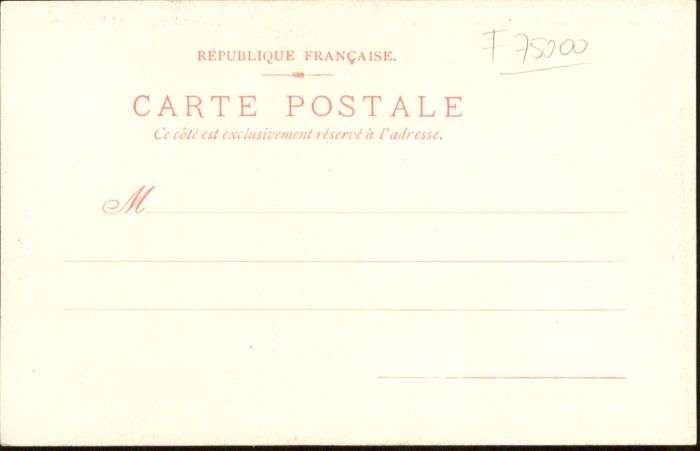 RÉPUBLIQUE FRANÇAISE.
F 75000
CARTE POSTALE
Ce côté est exclusivement réservé à l'adresse.
M